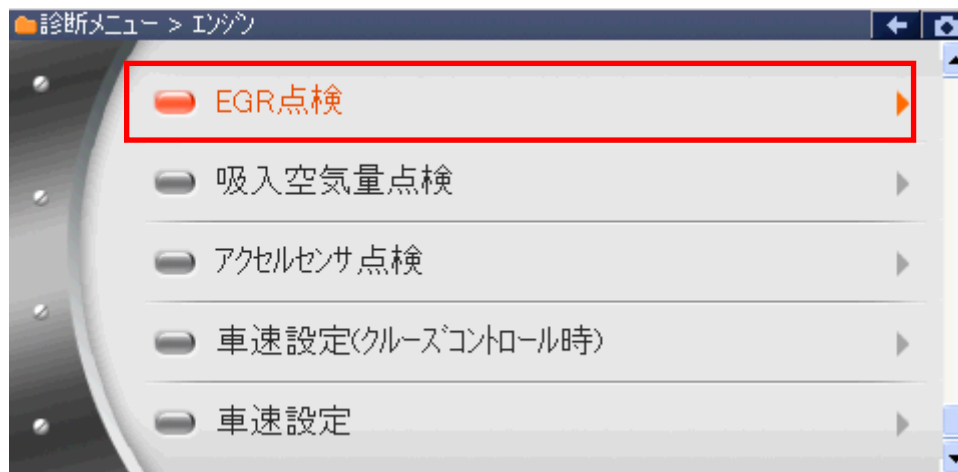 診断メニュー > エンジン
EGR点検
吸入空気量点検
アクセルセンサ点検
車速設定(クルーズコントロール時)
車速設定